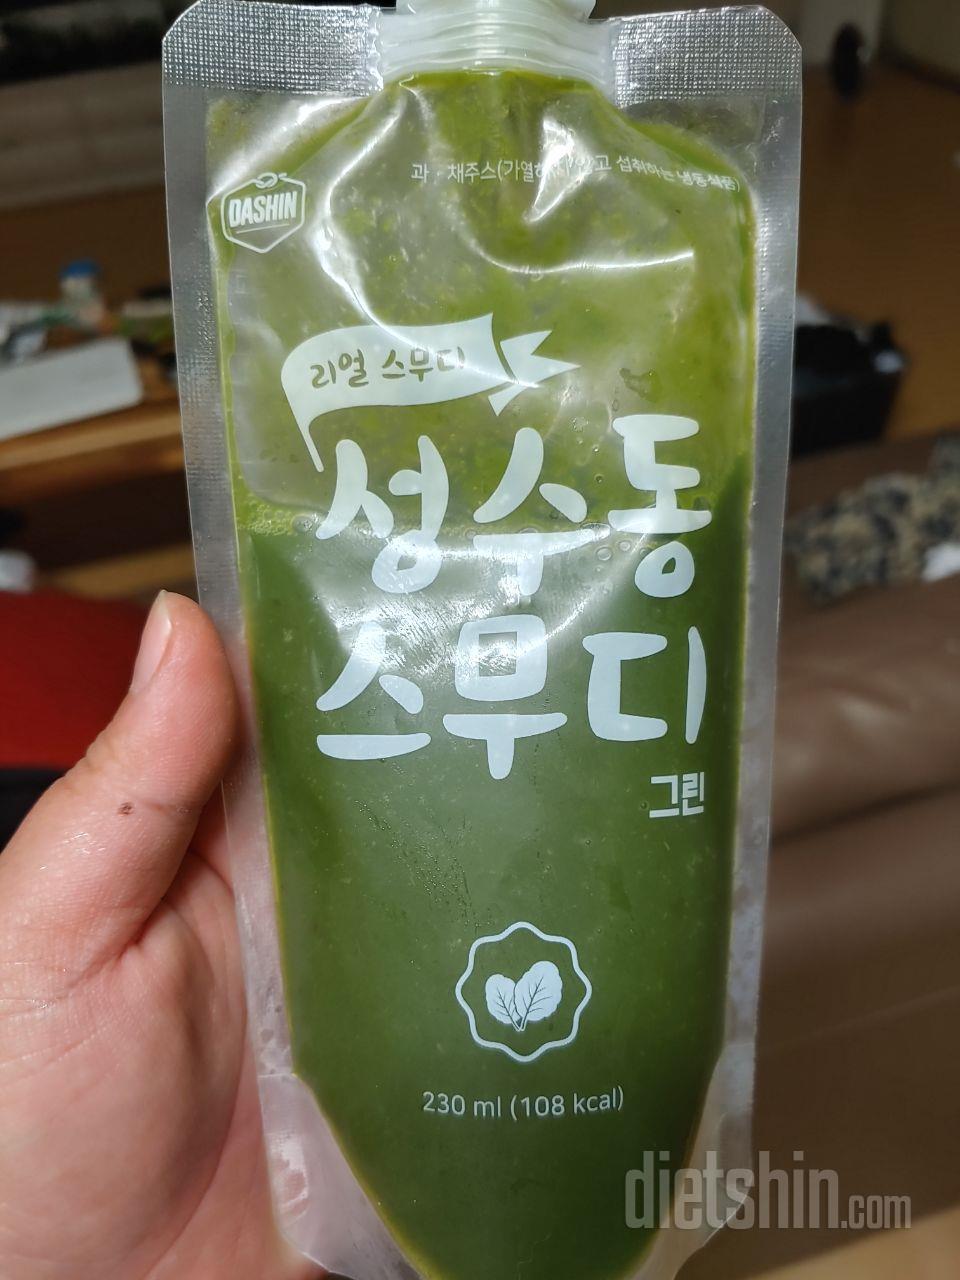 과·채주스(가열하지 않고 섭취하는 냉동식품)
DASHIN
리얼 스무디
성수동
스무디
그린
230 ml (108 kcal)
dietshin.com